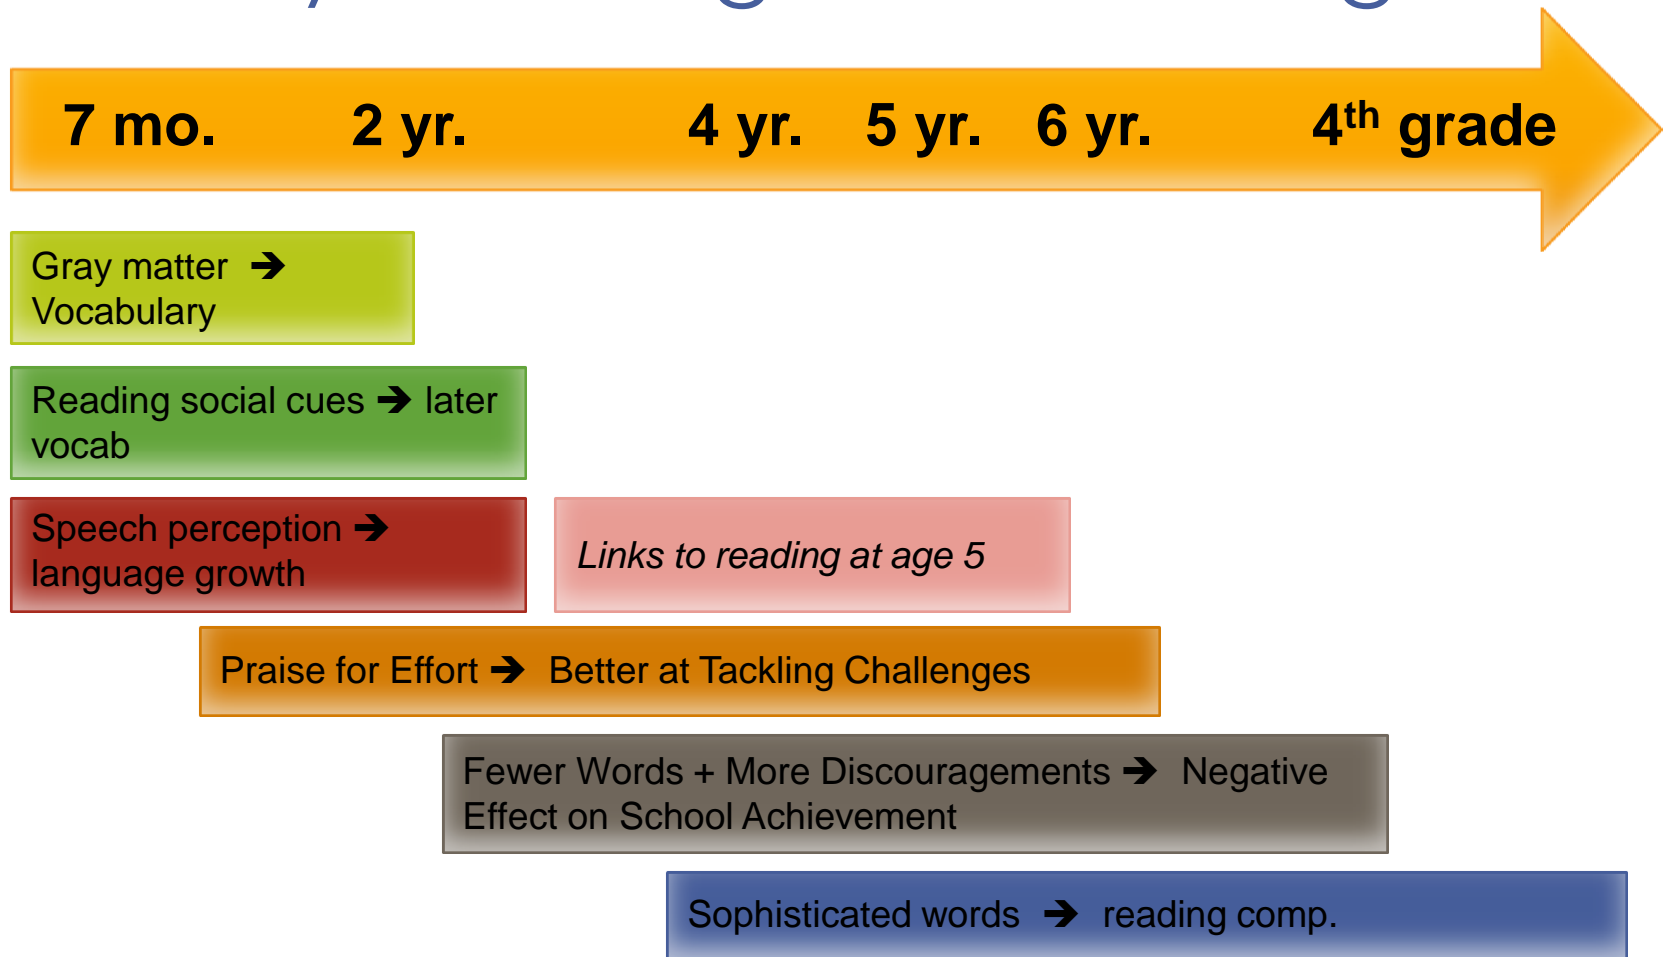 7 mo. 2 yr. 4 yr. 5 yr. 6 yr. 4th grade
Gray matter ➔
Vocabulary
Reading social cues ➔ later
vocab
Speech perception ➔
language growth
Links to reading at age 5
Praise for Effort ➔ Better at Tackling Challenges
Fewer Words + More Discouragements ➔ Negative
Effect on School Achievement
Sophisticated words ➔ reading comp.